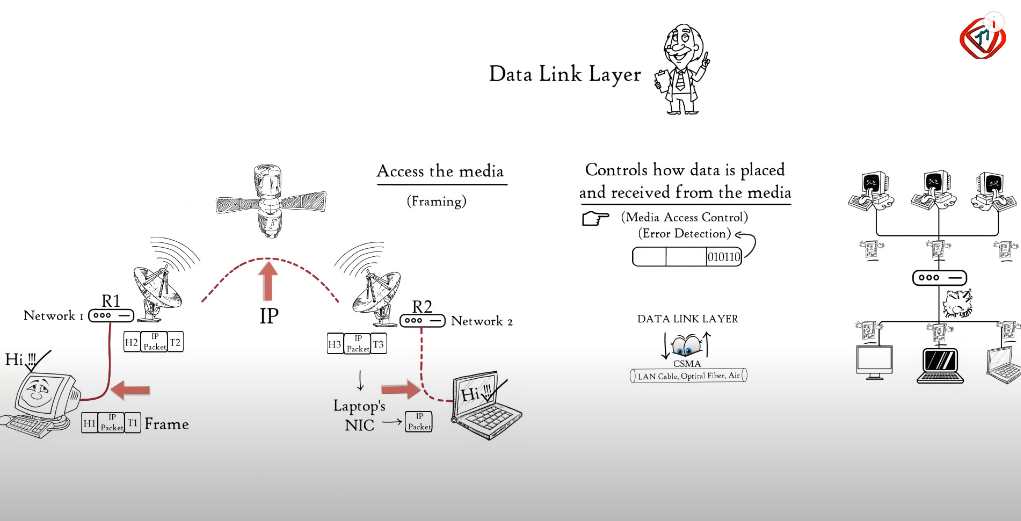 Data Link Layer
Access the media
(Framing)
Controls how data is placed
and received from the media
(Media Access Control)
(Error Detection)
010110
R1
Network 1
IP
R2
Network 2
H2 IP Packet T2
H3 IP Packet T3
DATA LINK LAYER
CSMA
LAN Cable, Optical Fiber, Air
Hi !!!
Hi !!!
Laptop's
NIC
IP Packet
H1 IP Packet T1
Frame